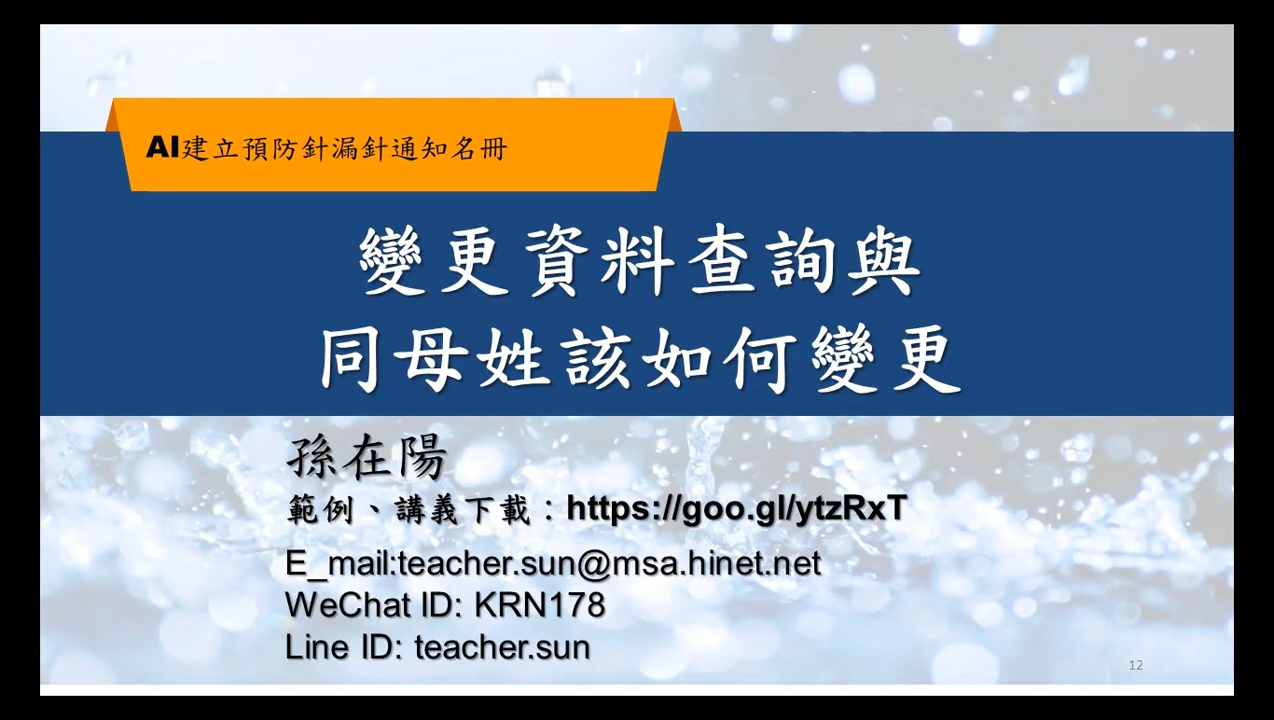 AI建立預防針漏針通知名冊
變更資料查詢與
同母姓該如何變更
孫在陽
範例、講義下載：https://goo.gl/ytzRxT
E_mail:teacher.sun@msa.hinet.net
WeChat ID: KRN178
Line ID: teacher.sun
12